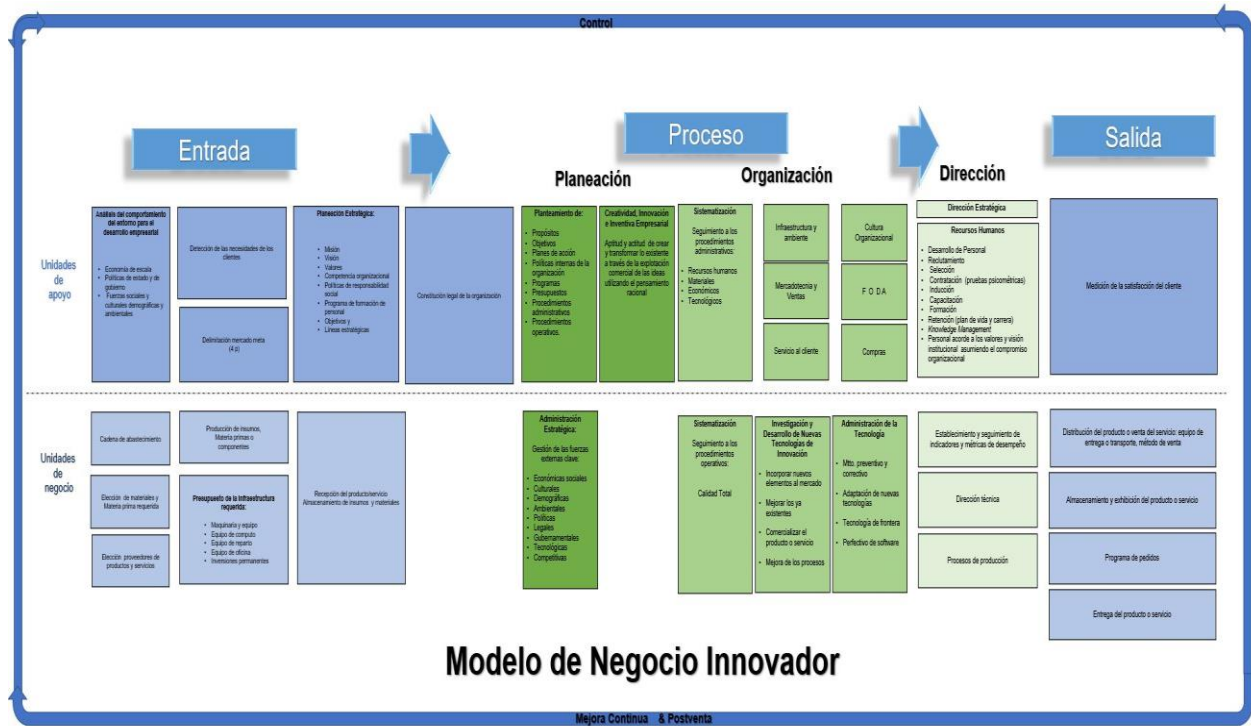 Control
Entrada
Proceso
Salida
Planeación
Organización
Dirección
Unidades
de
apoyo
Análisis del comportamiento
del entorno para el
desarrollo empresarial
• Economía de escala
• Políticas de estado y de
gobierno
• Fuerzas sociales y
culturales demográficas y
ambientales
Detección de las necesidades de los
clientes
Delimitación mercado meta
(4 p)
Planeación Estratégica:
• Misión
• Visión
• Valores
• Competencia organizacional
• Políticas de responsabilidad
social
• Programa de formación de
personal
• Objetivos y
• Líneas estratégicas
Constitución legal de la organización
Planteamiento de:
• Propósitos
• Objetivos
• Planes de acción
• Políticas internas de la
organización
• Programas
• Presupuestos
• Procedimientos
administrativos
• Procedimientos
operativos.
Creatividad, Innovación
e Inventiva Empresarial
Aptitud y actitud de crear
y transformar lo existente
a través de la explotación
comercial de las ideas
utilizando el pensamiento
racional
Sistematización
Seguimiento a los
procedimientos
administrativos:
• Recursos humanos
• Materiales
• Económicos
• Tecnológicos
Infraestructura y
ambiente
Mercadotecnia y
Ventas
Servicio al cliente
Cultura
Organizacional
F O D A
Compras
Dirección Estratégica
Recursos Humanos
• Desarrollo de Personal
• Reclutamiento
• Selección
• Contratación (pruebas psicométricas)
• Inducción
• Capacitación
• Formación
• Retención (plan de vida y carrera)
• Knowledge Management
• Personal acorde a los valores y visión
institucional asumiendo el compromiso
organizacional
Medición de la satisfacción del cliente
Unidades
de
negocio
Cadena de abastecimiento
Elección de materiales y
Materia prima requerida
Elección proveedores de
productos y servicios
Producción de insumos,
Materia primas o
componentes
Presupuesto de la infraestructura
requerida:
• Maquinaria y equipo
• Equipo de computo
• Equipo de reparto
• Equipo de oficina
• Inversiones permanentes
Recepción del producto/servicio
Almacenamiento de insumos y materiales
Administración
Estratégica:
Gestión de las fuerzas
externas clave:
• Económicas sociales
• Culturales
• Demográficas
• Ambientales
• Políticas
• Legales
• Gubernamentales
• Tecnológicas
• Competitivas
Sistematización
Seguimiento a los
procedimientos
operativos:
Calidad Total
Investigación y
Desarrollo de Nuevas
Tecnologías de
Innovación
• Incorporar nuevos
elementos al mercado
• Mejorar los ya
existentes
• Comercializar el
producto o servicio
• Mejora de los procesos
Administración de la
Tecnología
• Mtto. preventivo y
correctivo
• Adaptación de nuevas
tecnologías
• Tecnología de frontera
• Perfectivo de software
Establecimiento y seguimiento de
indicadores y métricas de desempeño
Dirección técnica
Procesos de producción
Distribución del producto o venta del servicio: equipo de
entrega o transporte, método de venta
Almacenamiento y exhibición del producto o servicio
Programa de pedidos
Entrega del producto o servicio
Modelo de Negocio Innovador
Mejora Continua & Postventa